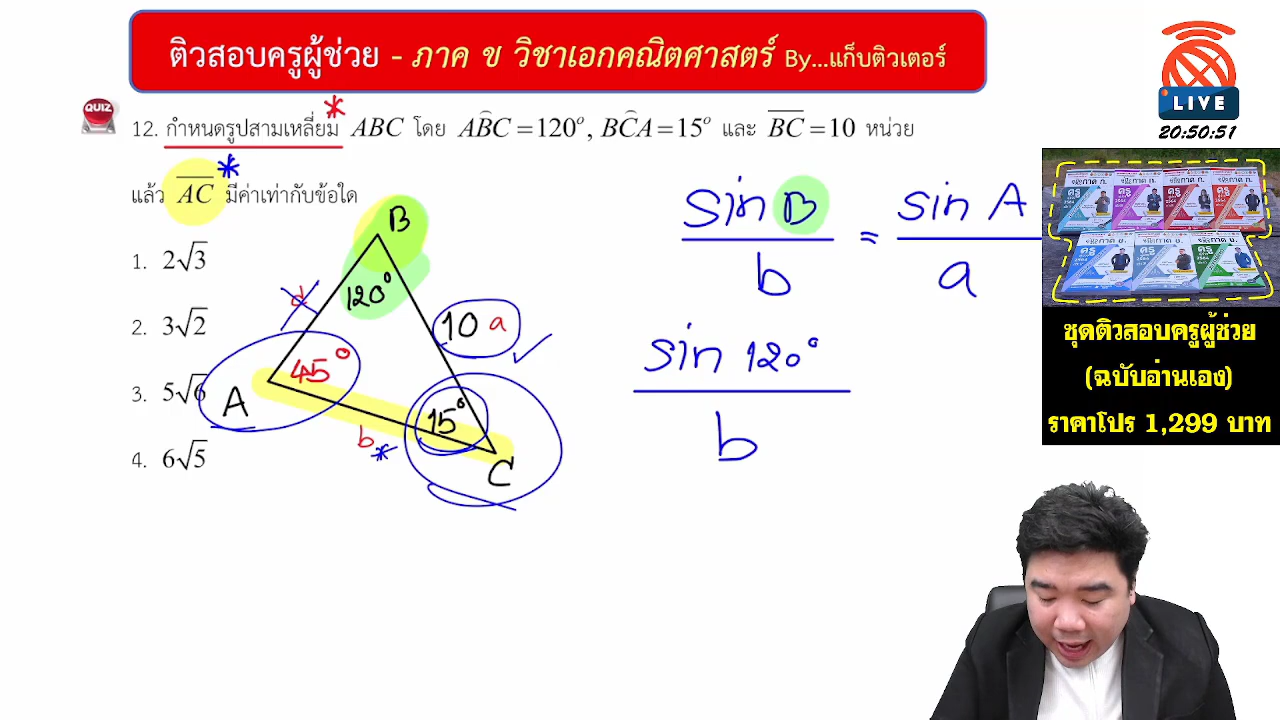 ติวสอบครูผู้ช่วย - ภาค ข วิชาเอกคณิตศาสตร์ By...แก็บติวเตอร์
LIVE
20:50:51
QUIZ
12. กำหนดรูปสามเหลี่ยม ABC โดย AB̂C = 120°, BĈA = 15° และ BC = 10 หน่วย
แล้ว AC มีค่าเท่ากับข้อใด
1. 2√3
2. 3√2
3. 5√6
4. 6√5
B
120°
10 a
45°
A
15°
b
C
sin B / b = sin A / a
sin 120° / b
ชุดติวสอบครูผู้ช่วย
(ฉบับอ่านเอง)
ราคาโปร 1,299 บาท